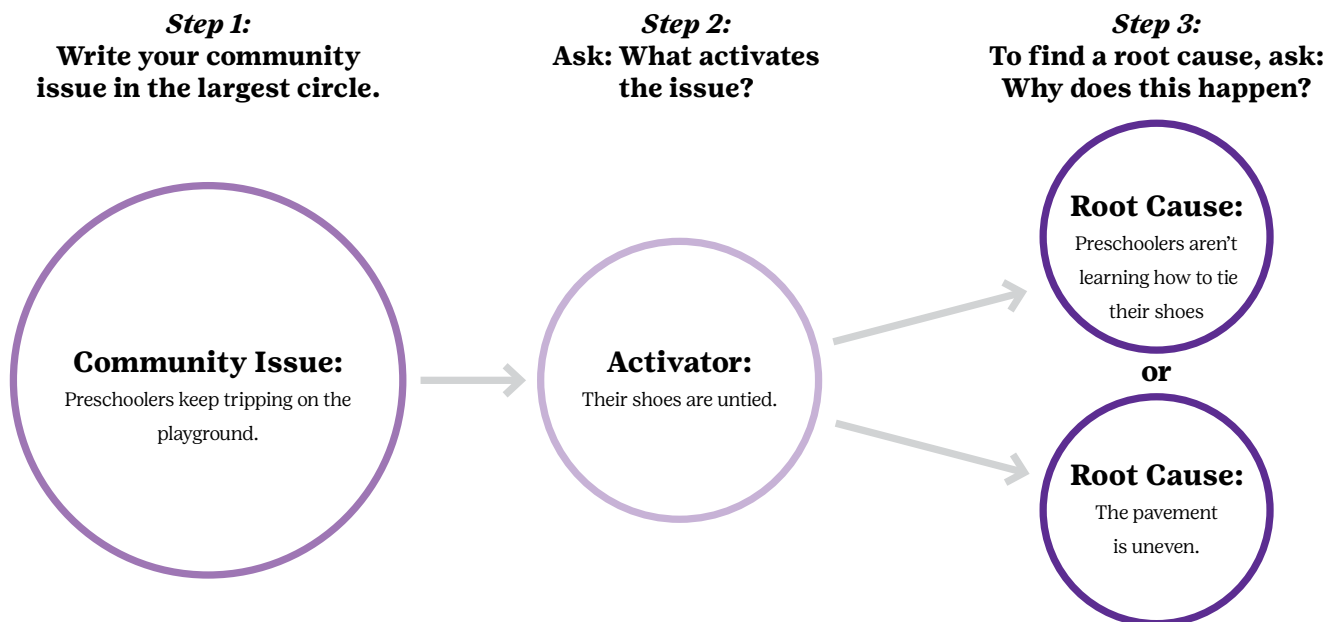 Step 1:
Write your community
issue in the largest circle.
Step 2:
Ask: What activates
the issue?
Step 3:
To find a root cause, ask:
Why does this happen?
Community Issue:
Preschoolers keep tripping on the
playground.
Activator:
Their shoes are untied.
Root Cause:
Preschoolers aren’t
learning how to tie
their shoes
or
Root Cause:
The pavement
is uneven.